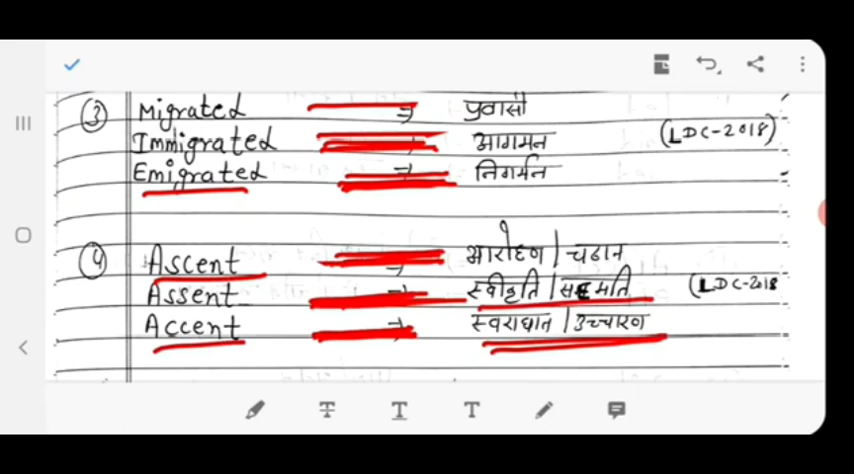 ③ Migrated → प्रवासी
Immigrated → आगमन (LDC-2018)
Emigrated → निर्गमन
④ Ascent → आरोहण / चढान
Assent → स्वीकृति / सहमति (LDC-2018
Accent → स्वराघात / उच्चारण
T T T